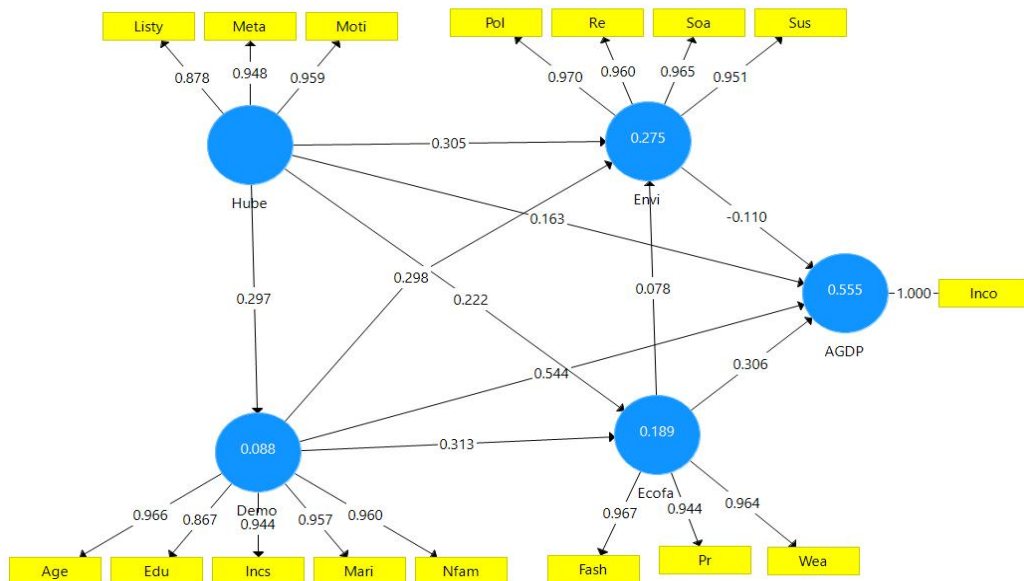 Listy
Meta
Moti
Pol
Re
Soa
Sus
0.878
0.948
0.959
0.970
0.960
0.965
0.951
0.275
0.305
Hube
Envi
0.163
-0.110
0.298
0.222
0.297
0.078
0.555
1.000
Inco
AGDP
0.544
0.306
0.313
0.088
0.189
Demo
Ecofa
0.966
0.867
0.944
0.957
0.960
0.967
0.944
0.964
Age
Edu
Incs
Mari
Nfam
Fash
Pr
Wea